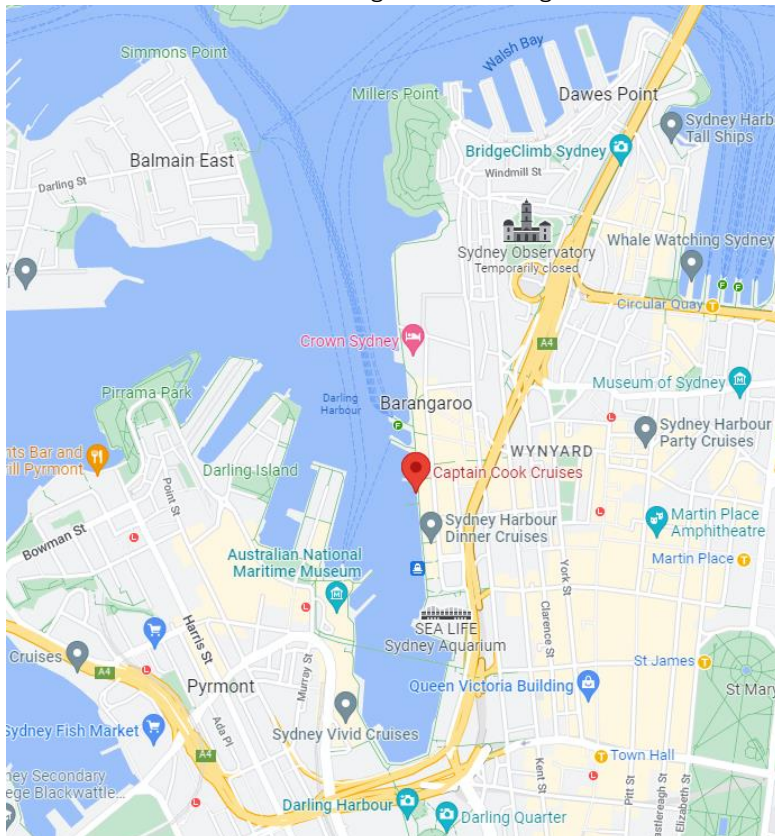 Simmons Point
Walsh Bay
Millers Point
Dawes Point
Sydney Harb
Tall Ships
BridgeClimb Sydney
Balmain East
Windmill St
Darling St
Sydney Observatory
Temporarily closed
Whale Watching Sydney
F
F
Circular Quay
T
Crown Sydney
A4
Museum of Sydney
Pirrama Park
Darling
Harbour
Barangaroo
F
L
Sydney Harbour
Party Cruises
nts Bar and
ill Pyrmont
Darling Island
WYNYARD
Captain Cook Cruises
Point St
L
Sydney Harbour
Dinner Cruises
Martin Place
Amphitheatre
Bowman St
L
Australian National
Maritime Museum
York St
Martin Place
T
Clarence St
L
L
Harris St
SEA LIFE
Sydney Aquarium
Cruises
A4
L
Murray St
St James
T
Pyrmont
Queen Victoria Building
St Mary
Sydney Fish Market
Ada Pl
Sydney Vivid Cruises
A4
Town Hall
T
Kent St
Pitt St
stlereagh St
Elizabeth St
ney Secondary
ege Blackwattle...
L
Darling Harbour
Darling Quarter
L